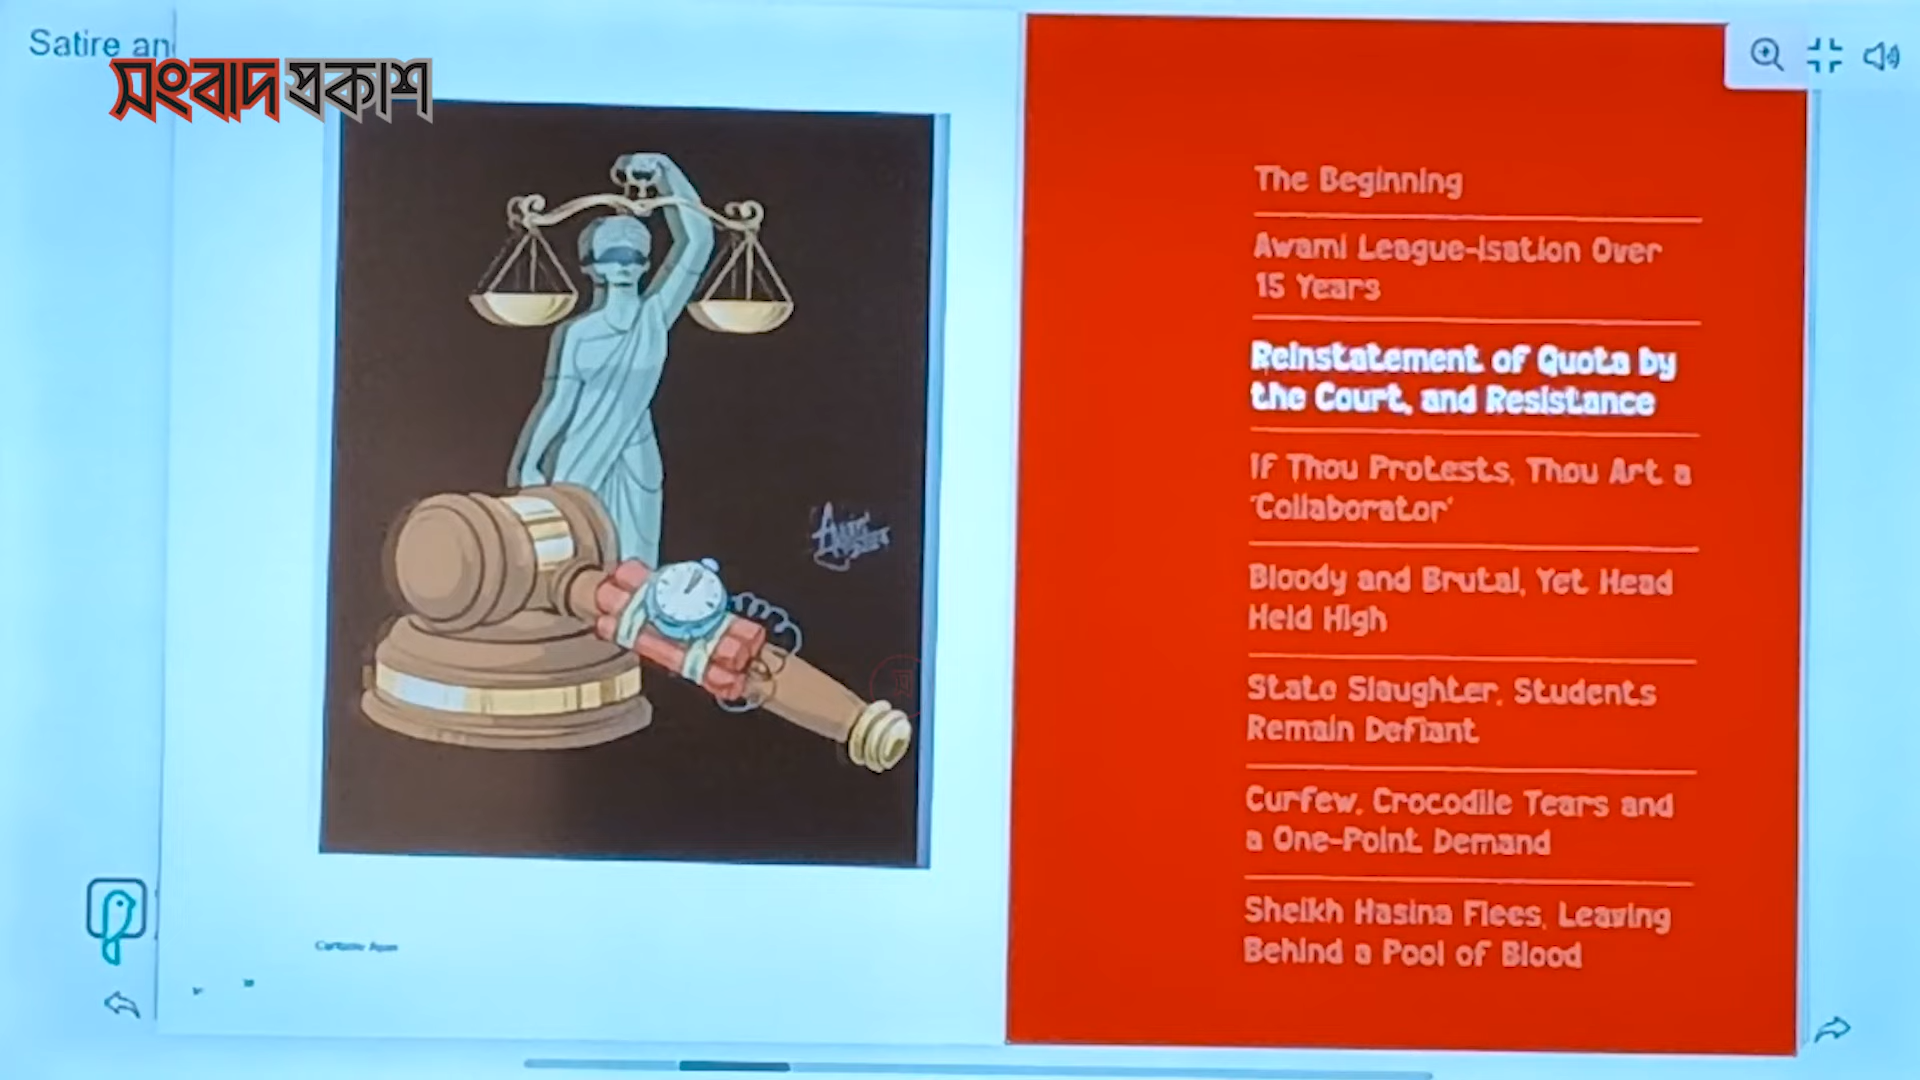 Satire an
সংবাদ প্রকাশ
The Beginning
Awami League-isation Over
15 Years
Reinstatement of Quota by
the Court, and Resistance
If Thou Protests, Thou Art a
'Collaborator'
Bloody and Brutal, Yet Head
Held High
State Slaughter, Students
Remain Defiant
Curfew, Crocodile Tears and
a One-Point Demand
Sheikh Hasina Flees, Leaving
Behind a Pool of Blood